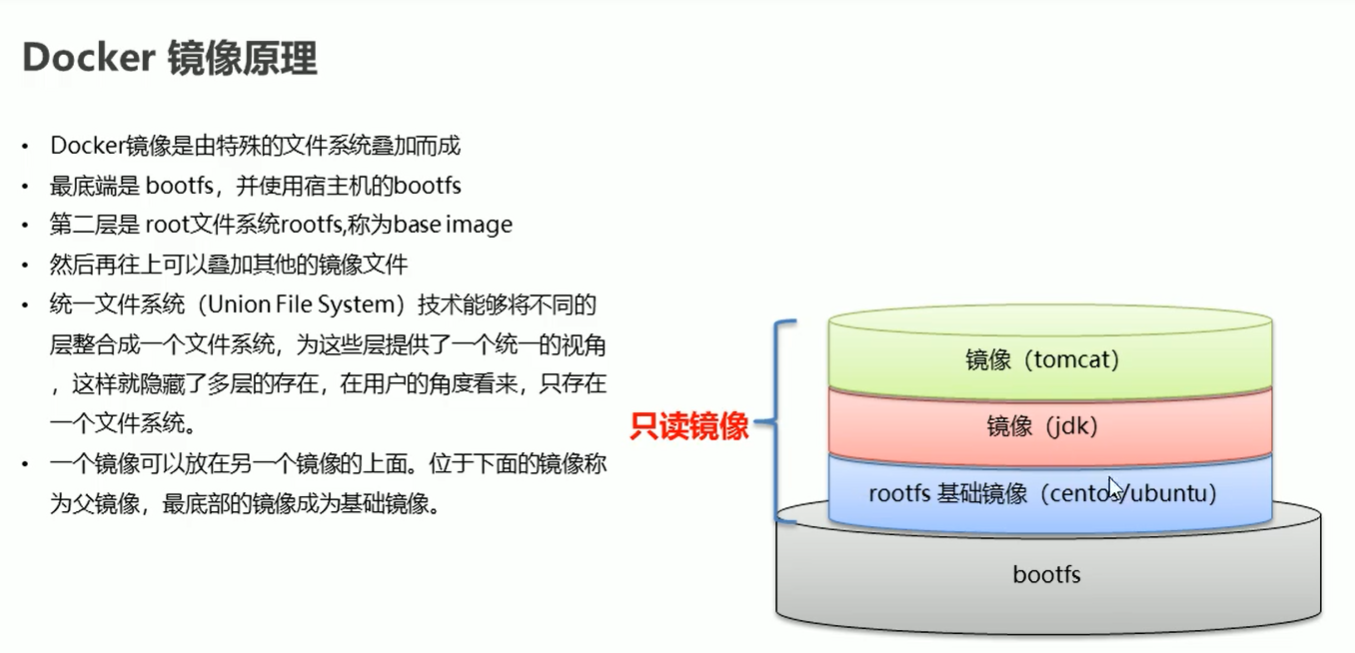 Docker 镜像原理
• Docker镜像是由特殊的文件系统叠加而成
• 最底端是 bootfs，并使用宿主机的bootfs
• 第二层是 root文件系统rootfs,称为base image
• 然后再往上可以叠加其他的镜像文件
• 统一文件系统（Union File System）技术能够将不同的
层整合成一个文件系统，为这些层提供了一个统一的视角
，这样就隐藏了多层的存在，在用户的角度看来，只存在
一个文件系统。
• 一个镜像可以放在另一个镜像的上面。位于下面的镜像称
为父镜像，最底部的镜像成为基础镜像。
只读镜像
镜像（tomcat）
镜像（jdk）
rootfs 基础镜像（centos/ubuntu）
bootfs